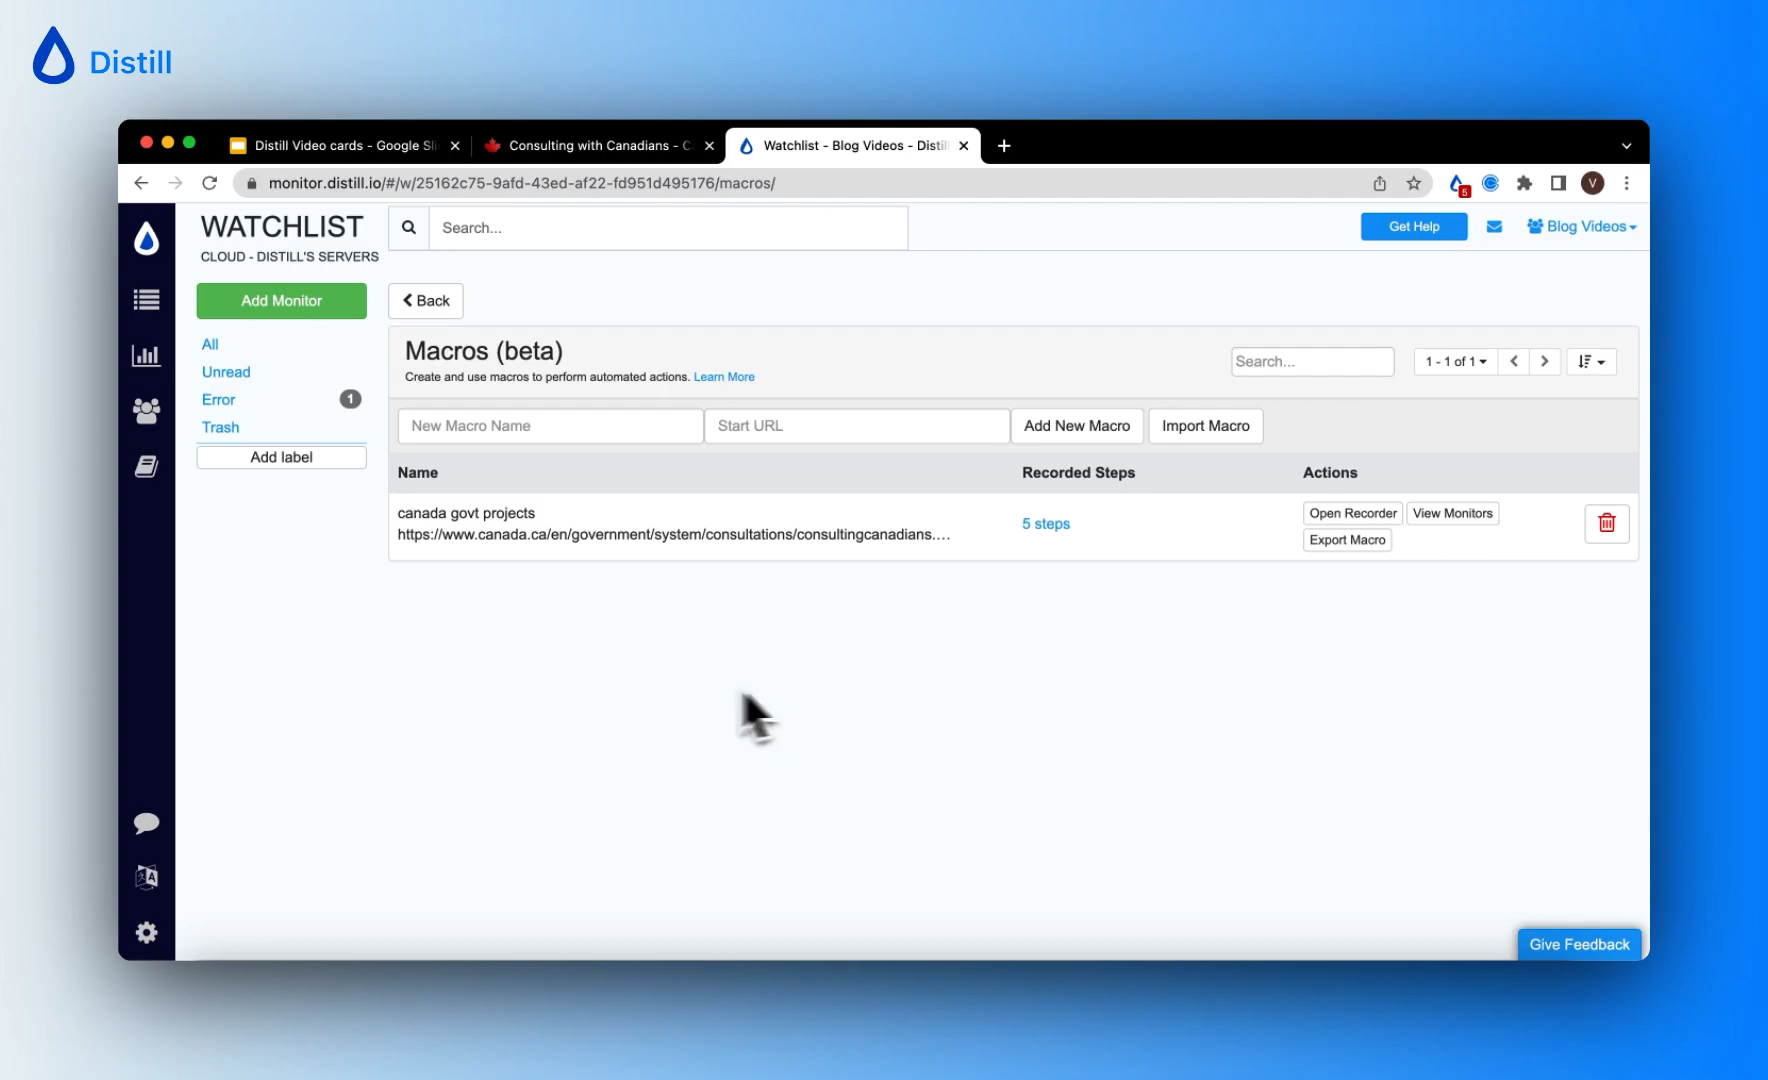 Distill
Distill Video cards - Google Sli
Consulting with Canadians - C
Watchlist - Blog Videos - Distil
monitor.distill.io/#/w/25162c75-9afd-43ed-af22-fd951d495176/macros/
5
V
WATCHLIST
CLOUD - DISTILL'S SERVERS
Search...
Get Help
Blog Videos
Add Monitor
Back
All
Unread
Error
1
Trash
Add label
Macros (beta)
Create and use macros to perform automated actions. Learn More
Search...
1 - 1 of 1
New Macro Name
Start URL
Add New Macro
Import Macro
Name
Recorded Steps
Actions
canada govt projects
https://www.canada.ca/en/government/system/consultations/consultingcanadians....
5 steps
Open Recorder
View Monitors
Export Macro
A
Give Feedback